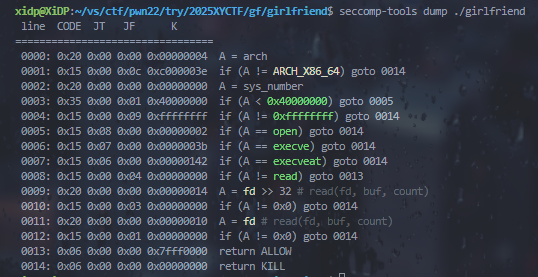 xidp@XiDP:~/vs/ctf/pwn22/try/2025XYCTF/gf/girlfriend$ seccomp-tools dump ./girlfriend
line CODE JT JF K
=================================
0000: 0x20 0x00 0x00 0x00000004 A = arch
0001: 0x15 0x00 0x0c 0xc000003e if (A != ARCH_X86_64) goto 0014
0002: 0x20 0x00 0x00 0x00000000 A = sys_number
0003: 0x35 0x00 0x01 0x40000000 if (A < 0x40000000) goto 0005
0004: 0x15 0x00 0x09 0xffffffff if (A != 0xffffffff) goto 0014
0005: 0x15 0x08 0x00 0x00000002 if (A == open) goto 0014
0006: 0x15 0x07 0x00 0x0000003b if (A == execve) goto 0014
0007: 0x15 0x06 0x00 0x00000142 if (A == execveat) goto 0014
0008: 0x15 0x00 0x04 0x00000000 if (A != read) goto 0013
0009: 0x20 0x00 0x00 0x00000014 A = fd >> 32 # read(fd, buf, count)
0010: 0x15 0x00 0x03 0x00000000 if (A != 0x0) goto 0014
0011: 0x20 0x00 0x00 0x00000010 A = fd # read(fd, buf, count)
0012: 0x15 0x00 0x01 0x00000000 if (A != 0x0) goto 0014
0013: 0x06 0x00 0x00 0x7fff0000 return ALLOW
0014: 0x06 0x00 0x00 0x00000000 return KILL